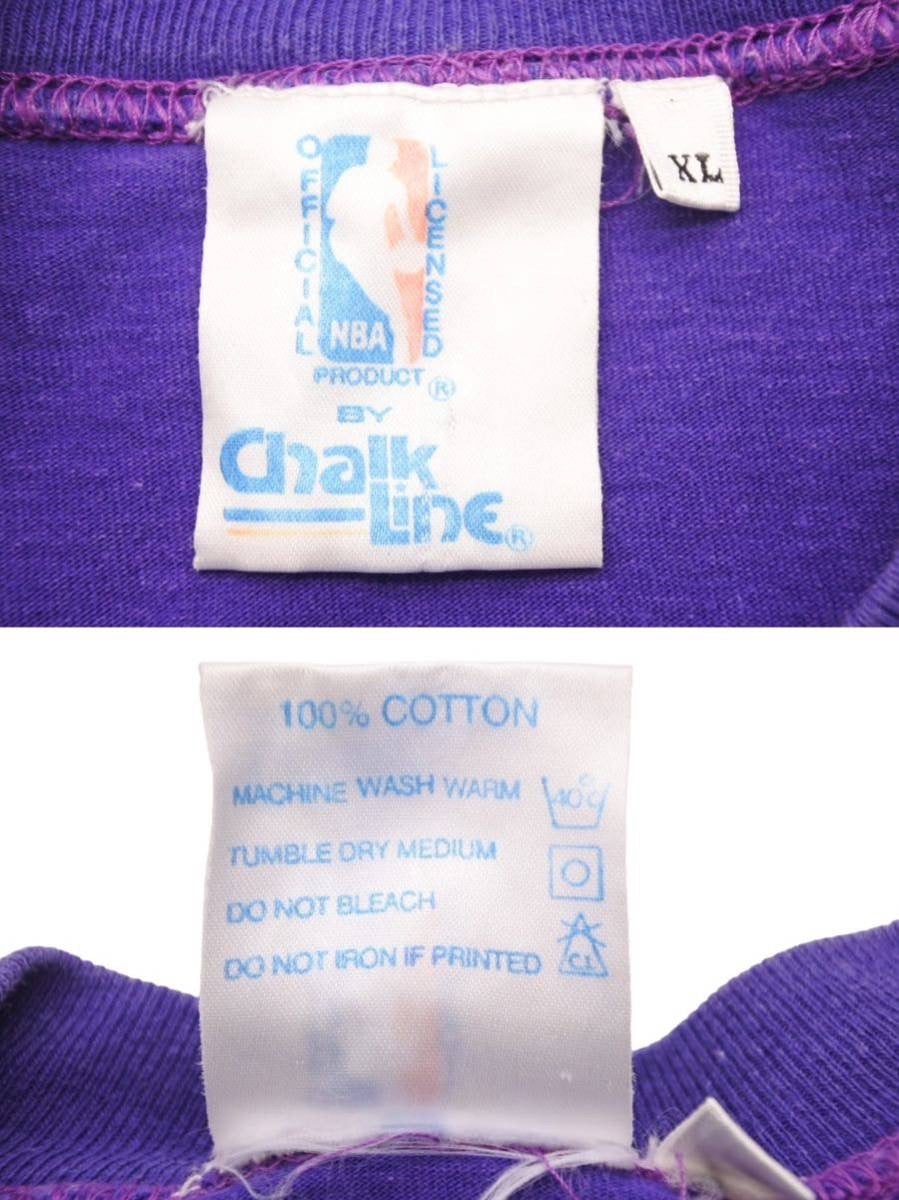 OFFICIAL
LICENSED
NBA
PRODUCT ®
BY
Chalk
Line ®
XL
100% COTTON
MACHINE WASH WARM
40°C
TUMBLE DRY MEDIUM
DO NOT BLEACH
DO NOT IRON IF PRINTED
CL